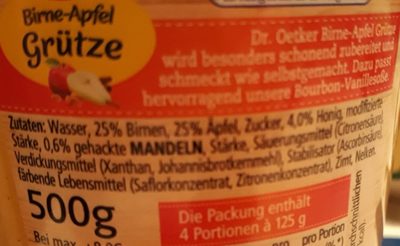 Birne-Apfel
Grütze
Dr. Oetker Birne-Apfel Grütze
wird besonders schonend zubereitet und
schmeckt wie selbstgemacht. Dazu passt
hervorragend unsere Bourbon-Vanillesoße.
Zutaten: Wasser, 25% Birnen, 25% Äpfel, Zucker, 4,0% Honig, modifizierte
Stärke, 0,6% gehackte MANDELN, Stärke, Säuerungsmittel (Citronensäure),
Verdickungsmittel (Xanthan, Johannisbrotkernmehl), Stabilisator (Ascorbinsäure),
färbende Lebensmittel (Saflorkonzentrat, Zitronenkonzentrat), Zimt, Nelken.
500g
Die Packung enthält
4 Portionen à 125 g
Bei max.
pro Portion